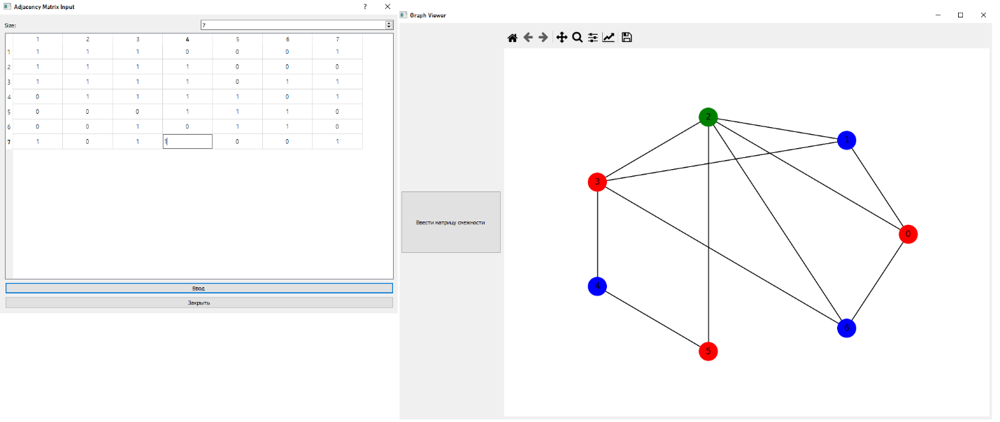 Adjacency Matrix Input
?
Size:
7
1 2 3 4 5 6 7
1 1 1 1 0 0 0 1
2 1 1 1 1 0 0 0
3 1 1 1 1 0 1 1
4 0 1 1 1 1 0 1
5 0 0 0 1 1 1 0
6 0 0 1 0 1 1 0
7 1 0 1 1 0 0 1
Ввод
Закрыть
Graph Viewer
Ввести матрицу смежности
2
1
3
0
4
6
5